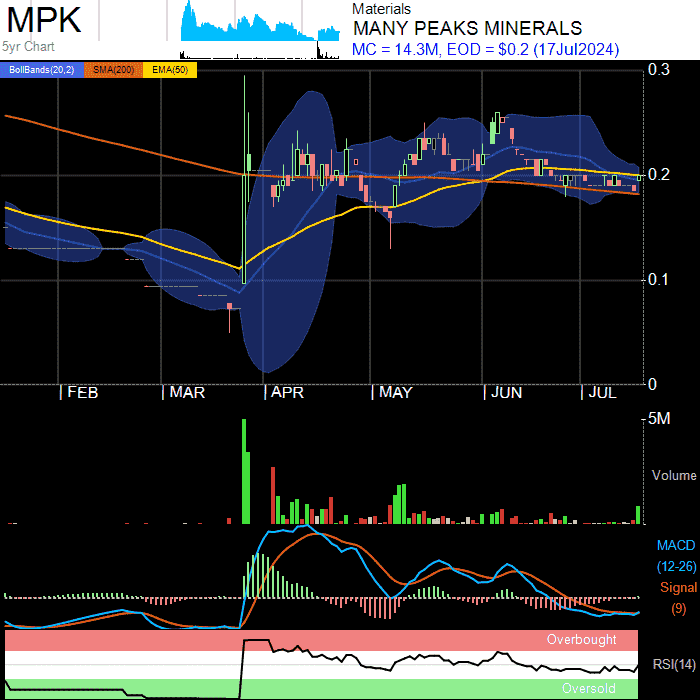 MPK
5yr Chart
Materials
MANY PEAKS MINERALS
MC = 14.3M, EOD = $0.2 (17Jul2024)
BollBands(20,2) SMA(200) EMA(50)
0.3
0.2
0.1
0
FEB MAR APR MAY JUN JUL
5M
Volume
MACD
(12-26)
Signal
(9)
Overbought
RSI(14)
Oversold